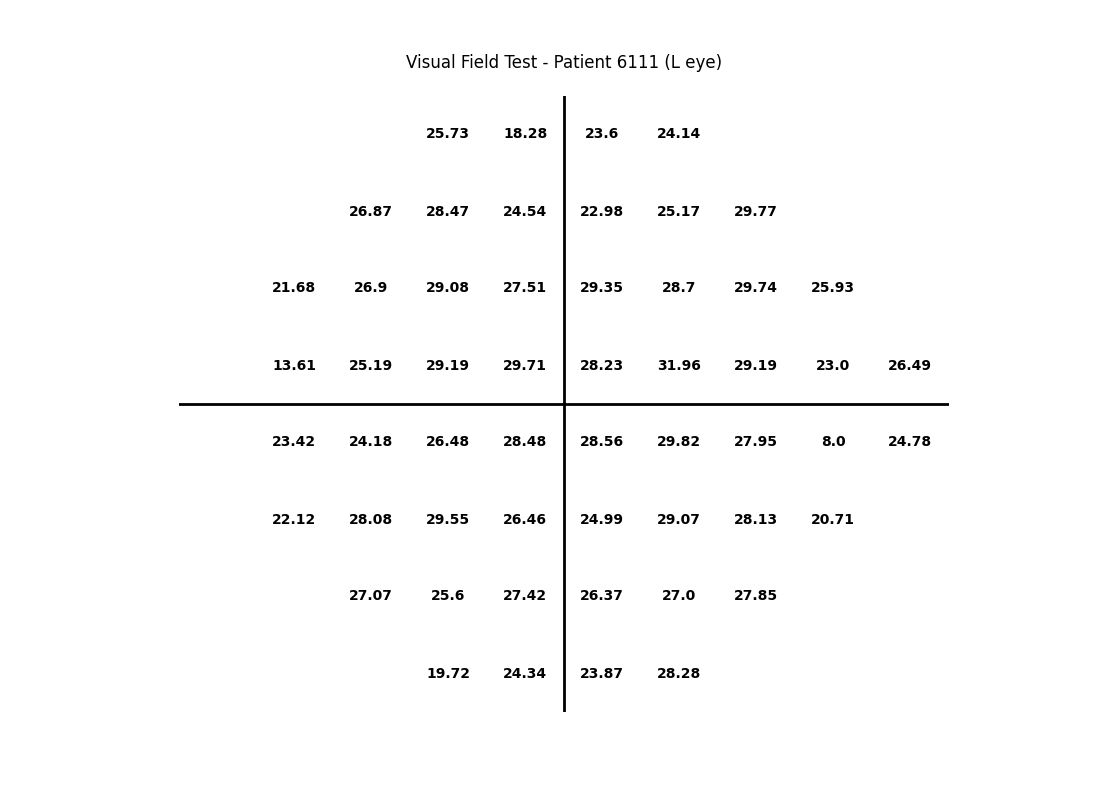 Visual Field Test - Patient 6111 (L eye)
25.73 18.28 23.6 24.14
26.87 28.47 24.54 22.98 25.17 29.77
21.68 26.9 29.08 27.51 29.35 28.7 29.74 25.93
13.61 25.19 29.19 29.71 28.23 31.96 29.19 23.0 26.49
23.42 24.18 26.48 28.48 28.56 29.82 27.95 8.0 24.78
22.12 28.08 29.55 26.46 24.99 29.07 28.13 20.71
27.07 25.6 27.42 26.37 27.0 27.85
19.72 24.34 23.87 28.28